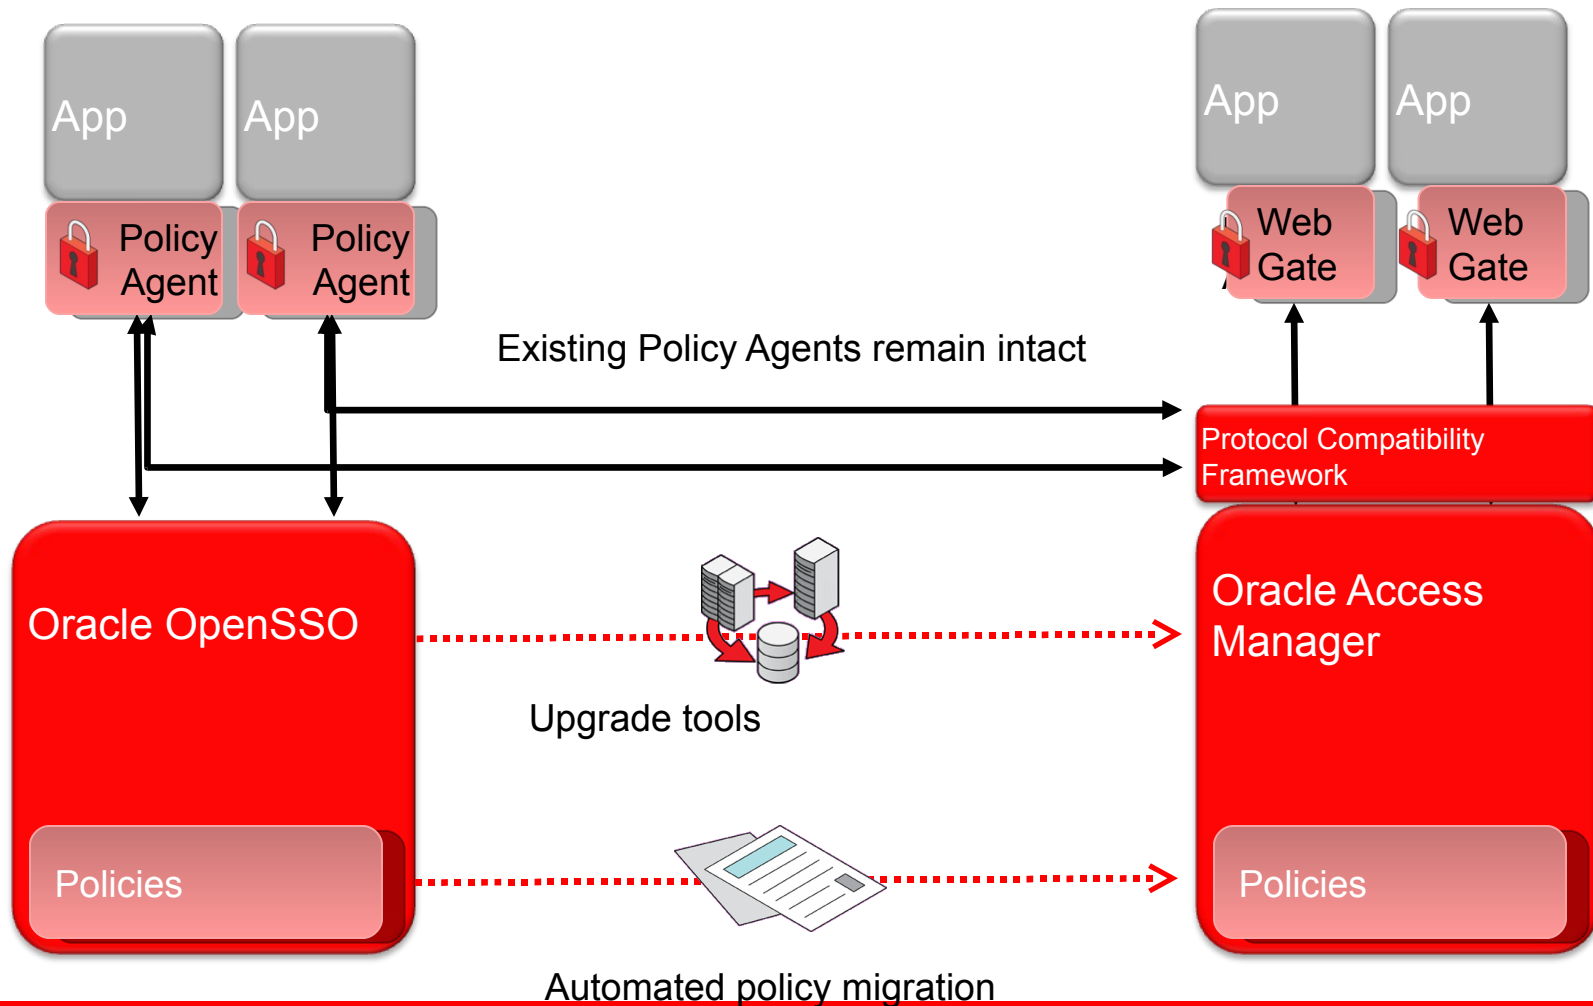 App
App
App
App
Policy
Agent
Policy
Agent
Web
Gate
Web
Gate
Existing Policy Agents remain intact
Protocol Compatibility
Framework
Oracle OpenSSO
Oracle Access
Manager
Upgrade tools
Policies
Policies
Automated policy migration